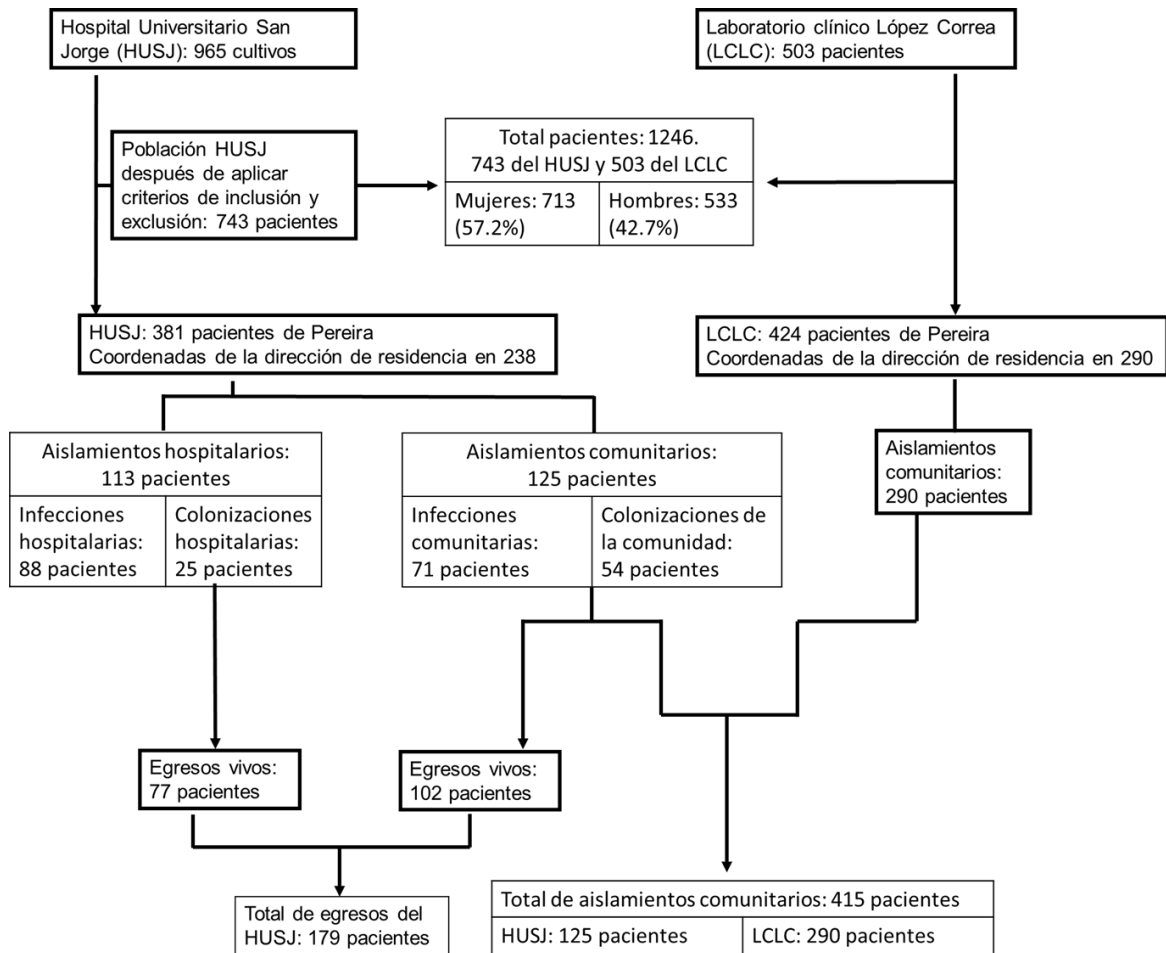 Hospital Universitario San
Jorge (HUSJ): 965 cultivos
Laboratorio clínico López Correa
(LCLC): 503 pacientes
Población HUSJ
después de aplicar
criterios de inclusión y
exclusión: 743 pacientes
Total pacientes: 1246.
743 del HUSJ y 503 del LCLC
Mujeres: 713
(57.2%)
Hombres: 533
(42.7%)
HUSJ: 381 pacientes de Pereira
Coordenadas de la dirección de residencia en 238
LCLC: 424 pacientes de Pereira
Coordenadas de la dirección de residencia en 290
Aislamientos hospitalarios:
113 pacientes
Infecciones
hospitalarias:
88 pacientes
Colonizaciones
hospitalarias:
25 pacientes
Aislamientos comunitarios:
125 pacientes
Infecciones
comunitarias:
71 pacientes
Colonizaciones de
la comunidad:
54 pacientes
Aislamientos
comunitarios:
290 pacientes
Egresos vivos:
77 pacientes
Egresos vivos:
102 pacientes
Total de egresos del
HUSJ: 179 pacientes
Total de aislamientos comunitarios: 415 pacientes
HUSJ: 125 pacientes
LCLC: 290 pacientes